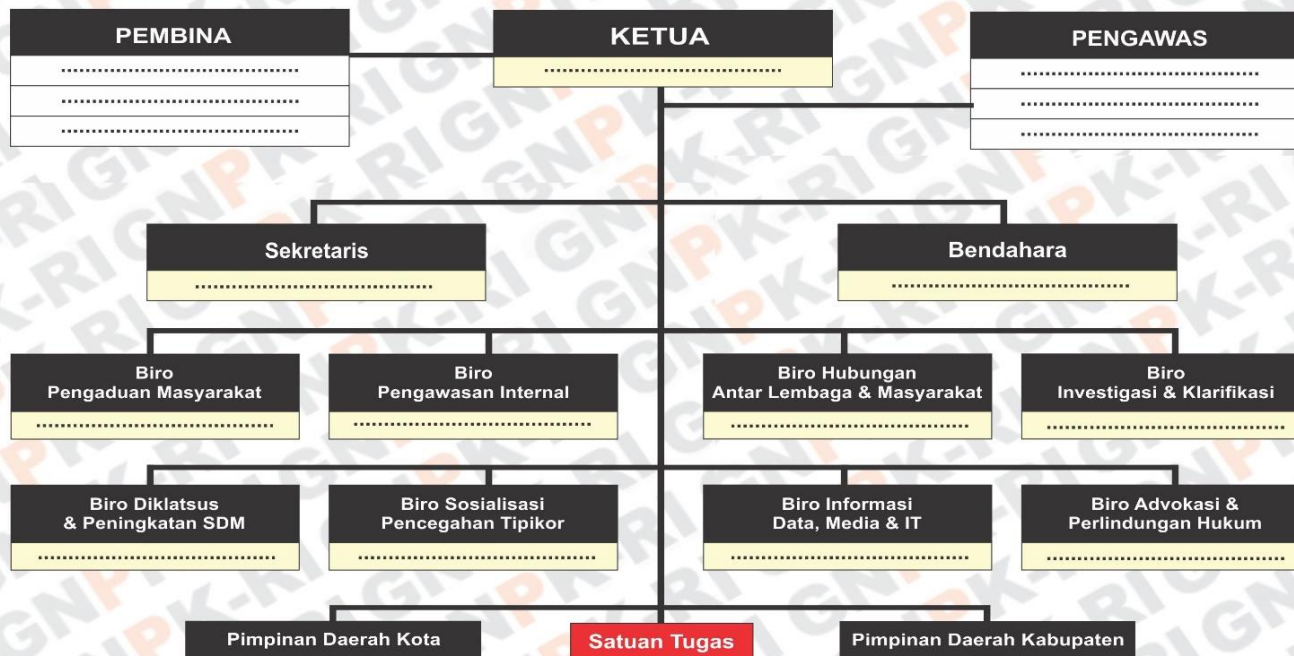 PEMBINA
KETUA
PENGAWAS
Sekretaris
Bendahara
Biro
Pengaduan Masyarakat
Biro
Pengawasan Internal
Biro Hubungan
Antar Lembaga & Masyarakat
Biro
Investigasi & Klarifikasi
Biro Diklatsus
& Peningkatan SDM
Biro Sosialisasi
Pencegahan Tipikor
Biro Informasi
Data, Media & IT
Biro Advokasi &
Perlindungan Hukum
Pimpinan Daerah Kota
Satuan Tugas
Pimpinan Daerah Kabupaten
GNPK-RI